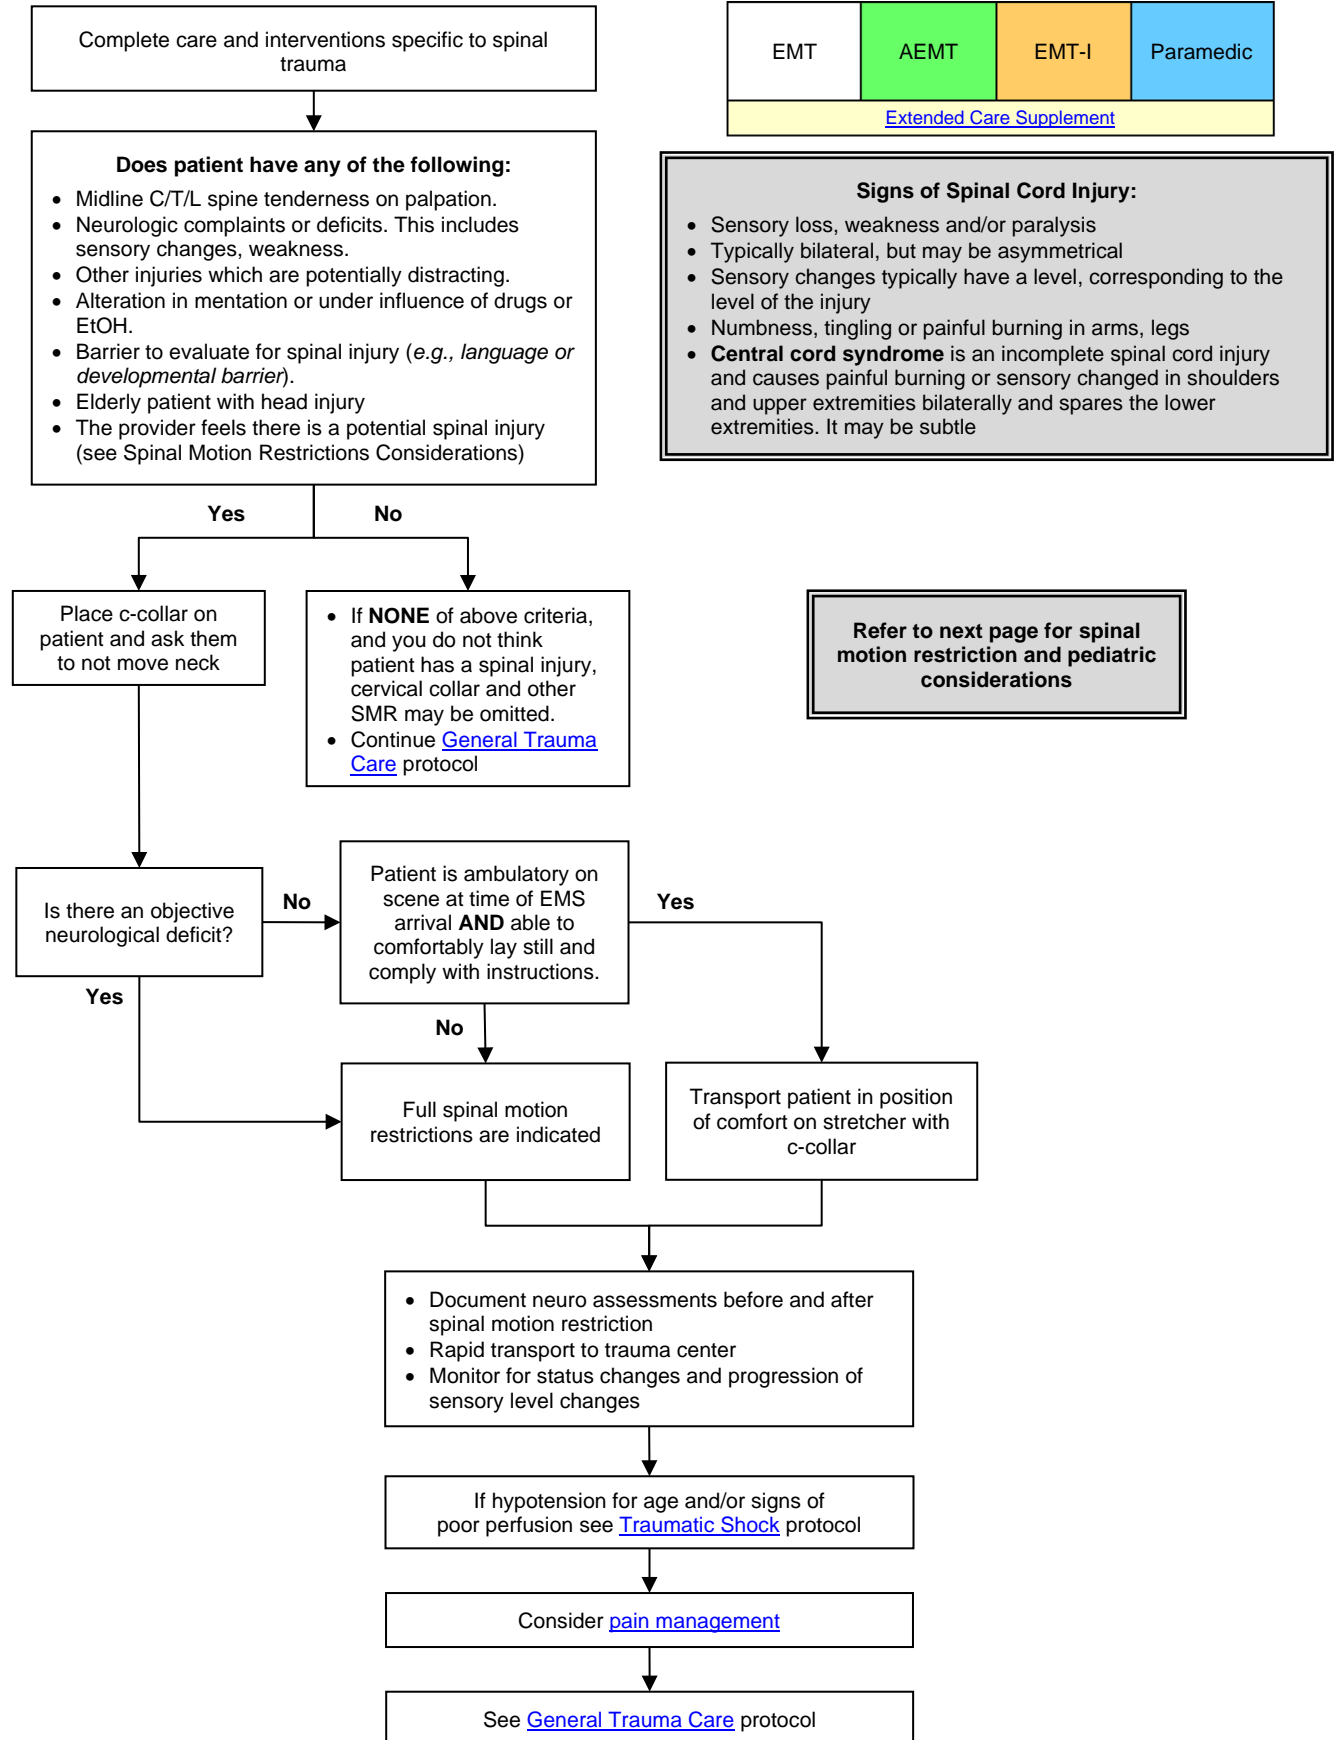 Complete care and interventions specific to spinal
trauma
EMT
AEMT
EMT-I
Paramedic
Extended Care Supplement
Does patient have any of the following:
• Midline C/T/L spine tenderness on palpation.
• Neurologic complaints or deficits. This includes
sensory changes, weakness.
• Other injuries which are potentially distracting.
• Alteration in mentation or under influence of drugs or
EtOH.
• Barrier to evaluate for spinal injury (e.g., language or
developmental barrier).
• Elderly patient with head injury
• The provider feels there is a potential spinal injury
(see Spinal Motion Restrictions Considerations)
Signs of Spinal Cord Injury:
• Sensory loss, weakness and/or paralysis
• Typically bilateral, but may be asymmetrical
• Sensory changes typically have a level, corresponding to the
level of the injury
• Numbness, tingling or painful burning in arms, legs
• Central cord syndrome is an incomplete spinal cord injury
and causes painful burning or sensory changed in shoulders
and upper extremities bilaterally and spares the lower
extremities. It may be subtle
Yes
No
Place c-collar on
patient and ask them
to not move neck
• If NONE of above criteria,
and you do not think
patient has a spinal injury,
cervical collar and other
SMR may be omitted.
• Continue General Trauma
Care protocol
Refer to next page for spinal
motion restriction and pediatric
considerations
Is there an objective
neurological deficit?
No
Patient is ambulatory on
scene at time of EMS
arrival AND able to
comfortably lay still and
comply with instructions.
Yes
Yes
No
Full spinal motion
restrictions are indicated
Transport patient in position
of comfort on stretcher with
c-collar
• Document neuro assessments before and after
spinal motion restriction
• Rapid transport to trauma center
• Monitor for status changes and progression of
sensory level changes
If hypotension for age and/or signs of
poor perfusion see Traumatic Shock protocol
Consider pain management
See General Trauma Care protocol